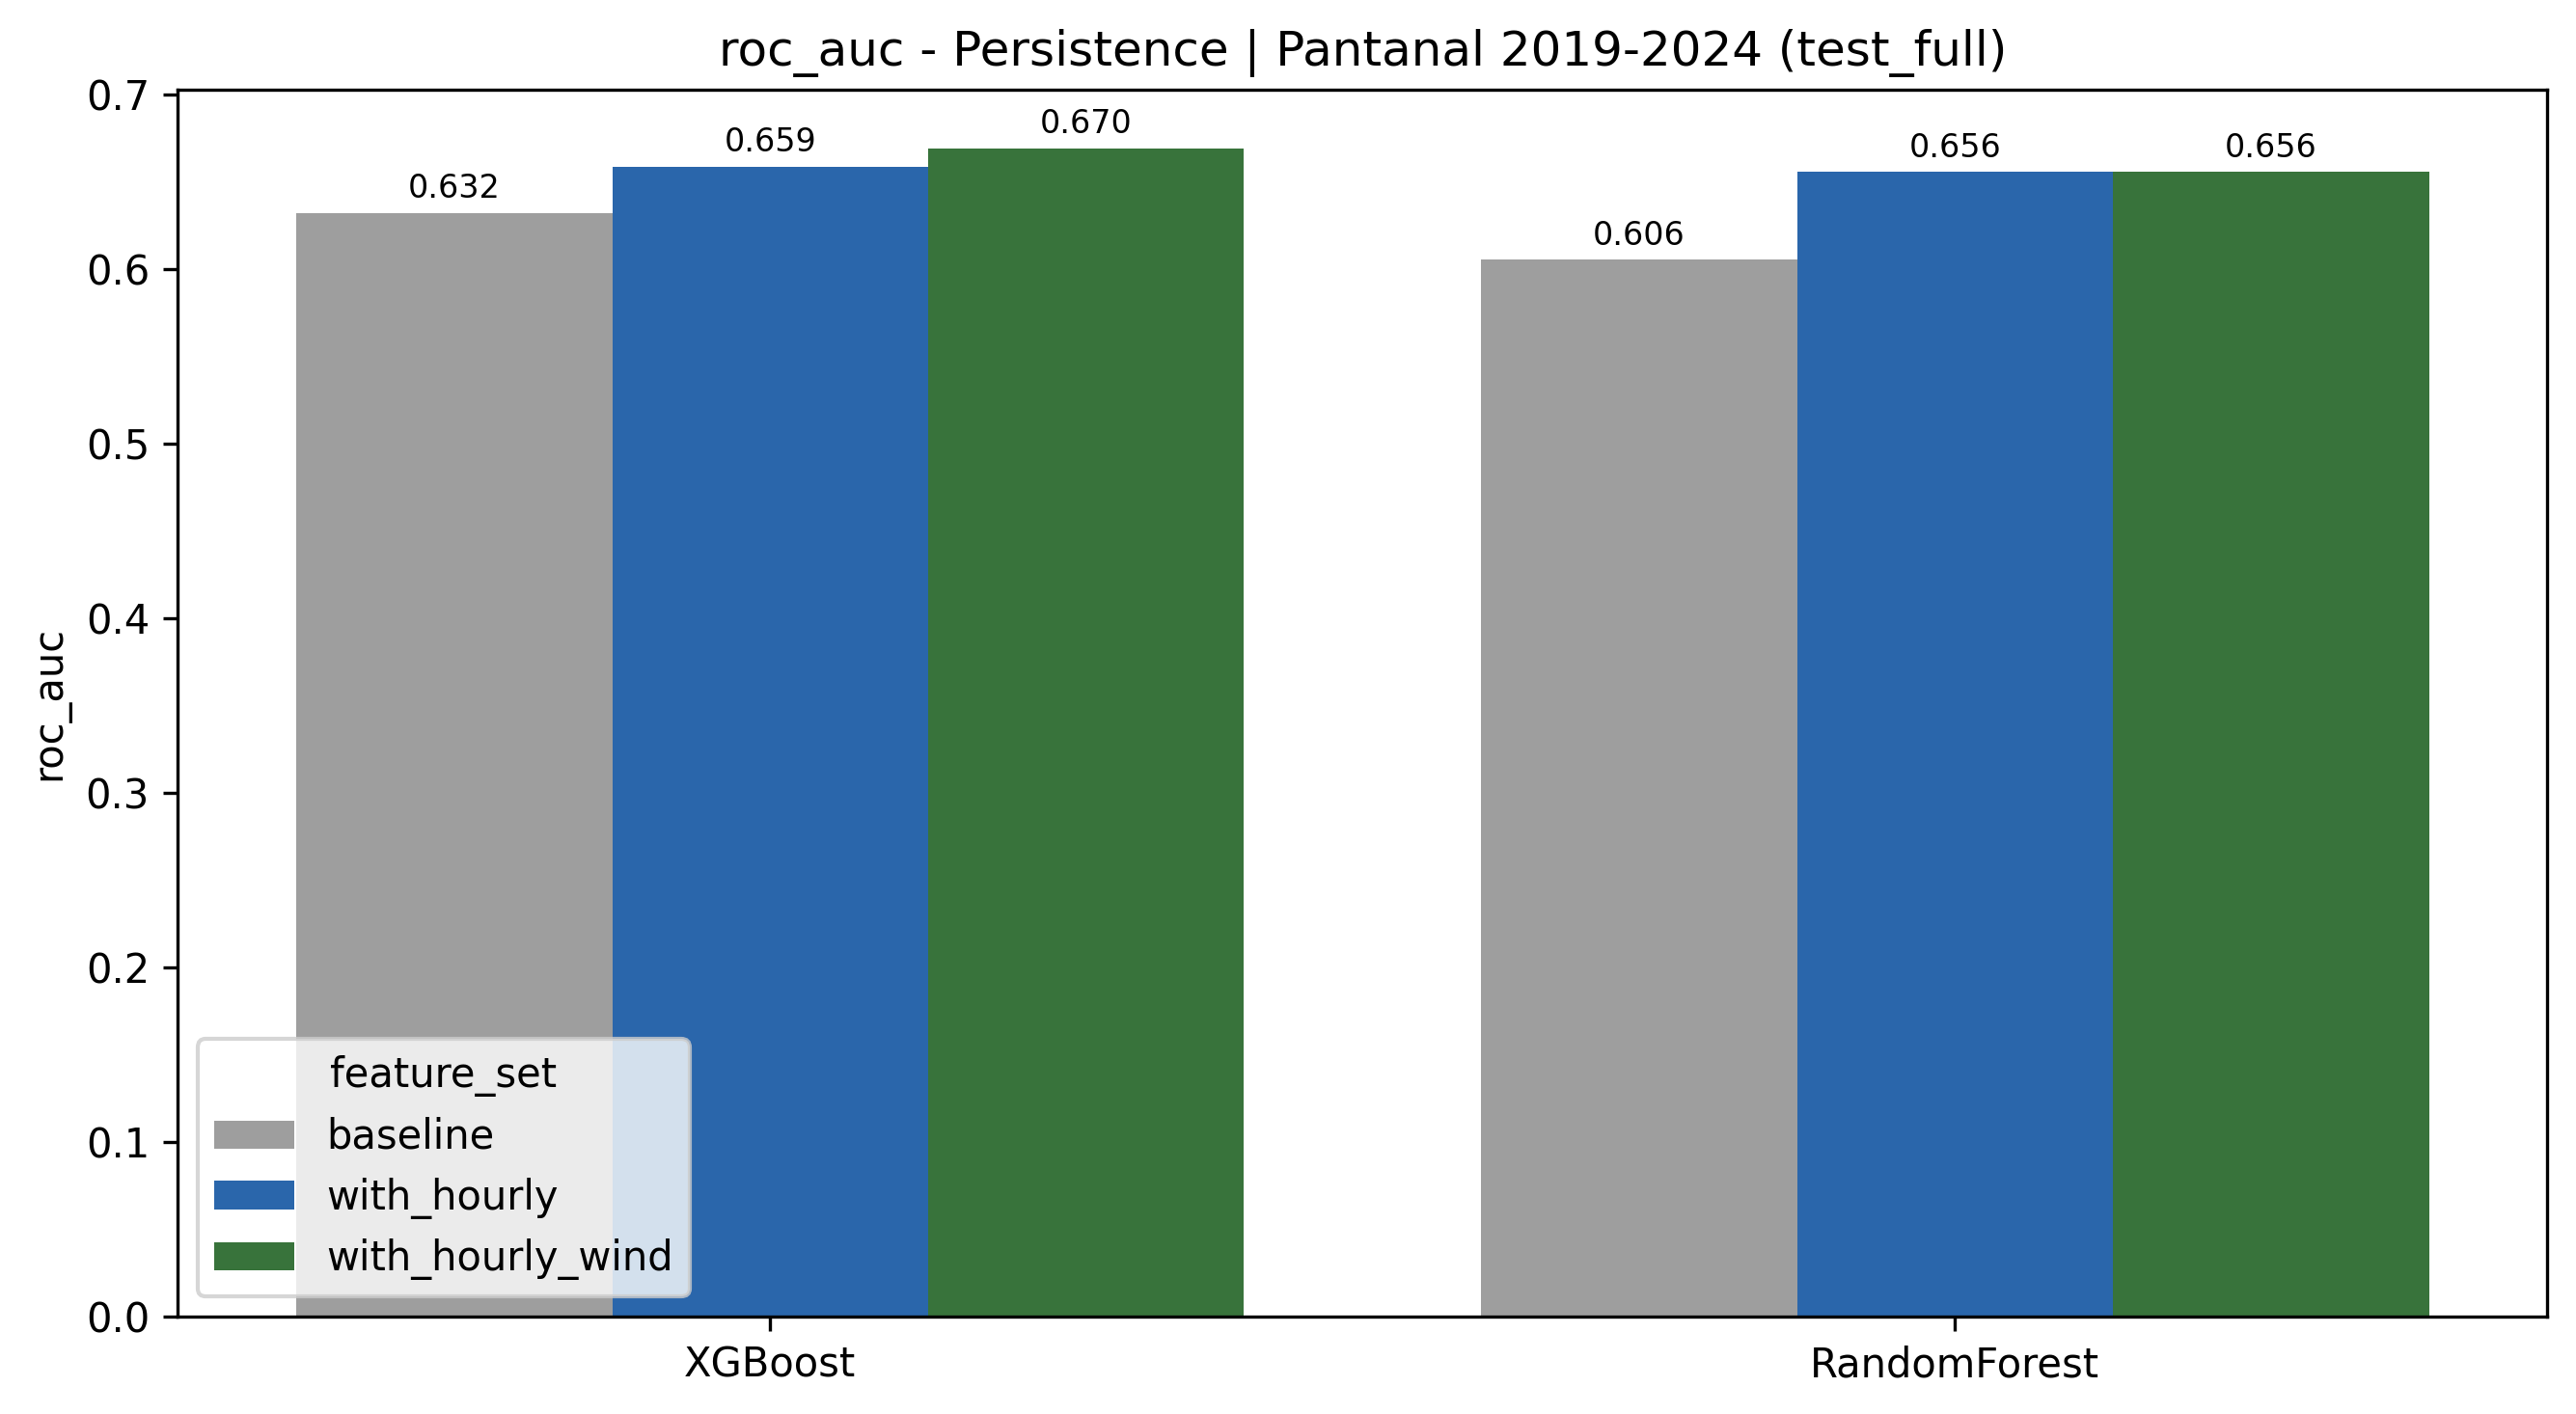 roc_auc - Persistence | Pantanal 2019-2024 (test_full)
roc_auc
0.7
0.6
0.5
0.4
0.3
0.2
0.1
0.0
0.632
0.659
0.670
0.606
0.656
0.656
feature_set
baseline
with_hourly
with_hourly_wind
XGBoost
RandomForest